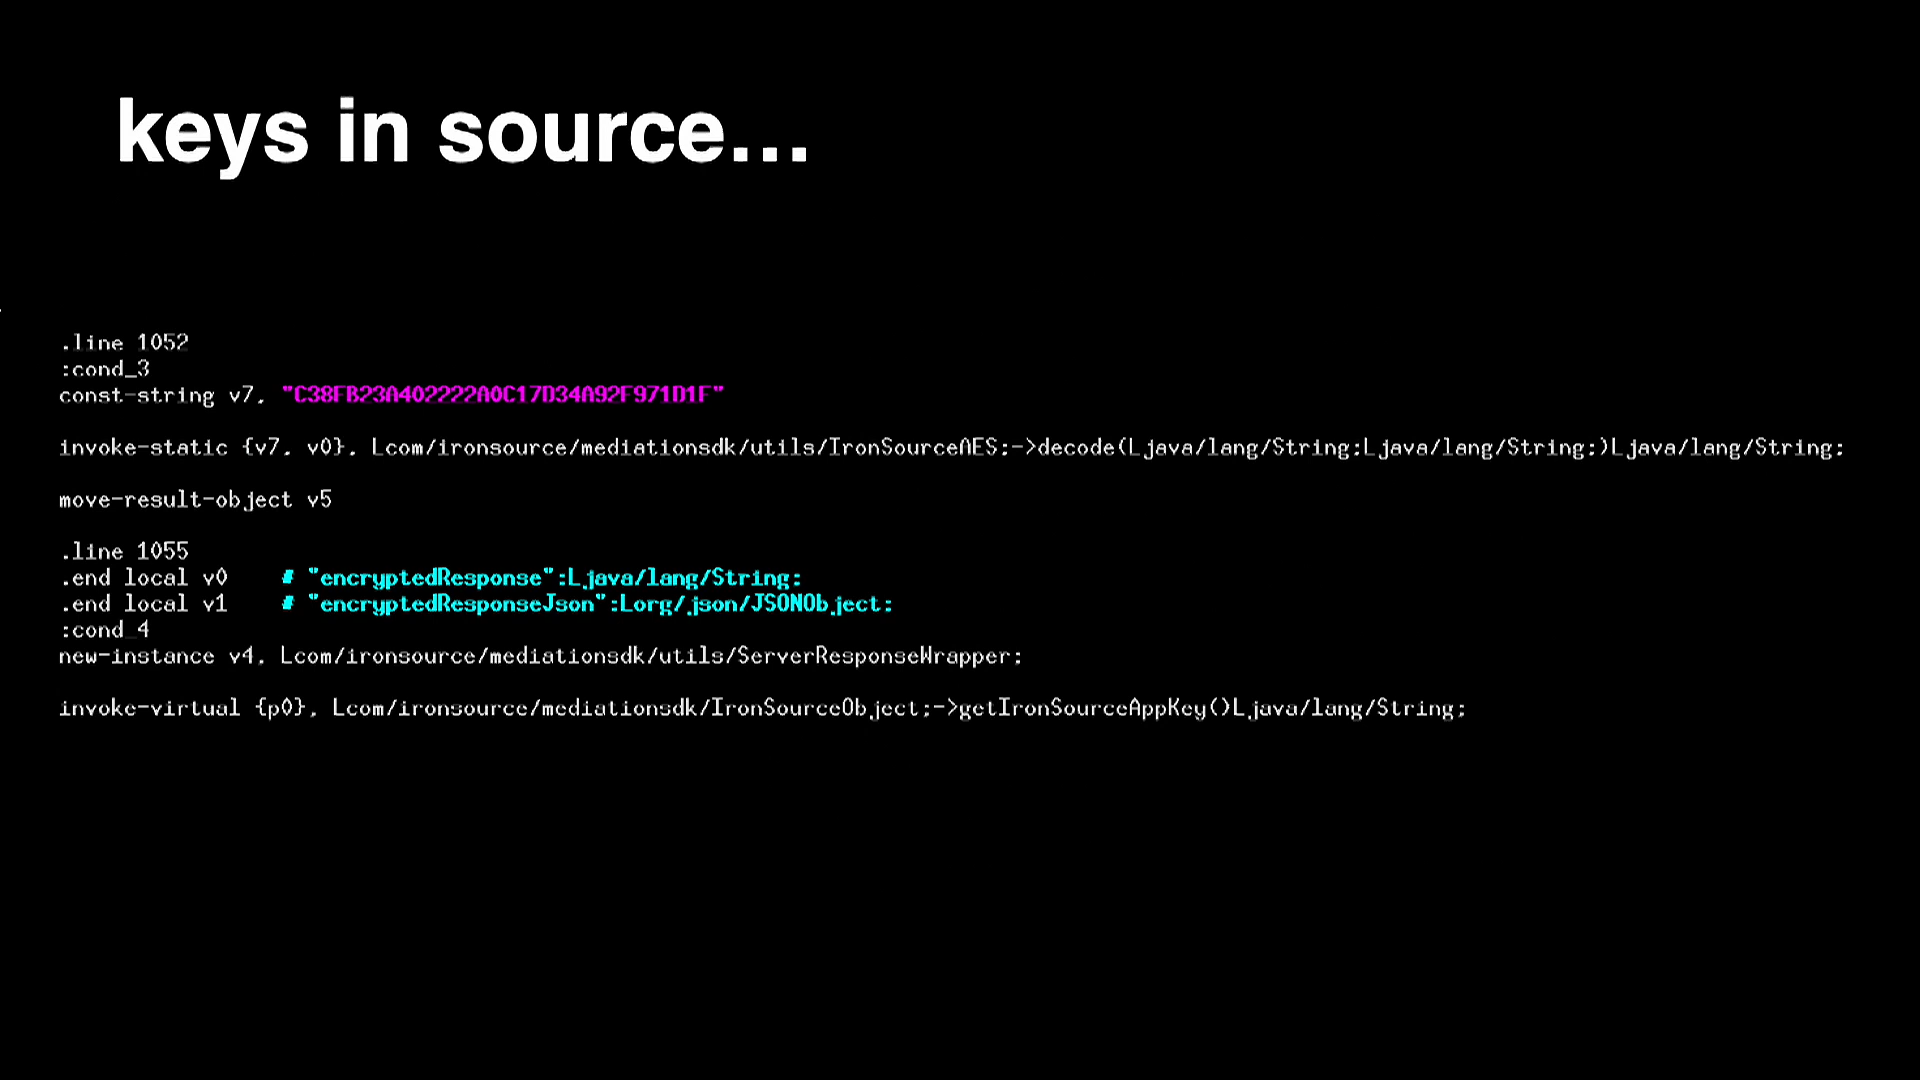 keys in source...
.line 1052
:cond_3
const-string v7, "C38FB23A402222A0C17D34A92F971D1F"
invoke-static {v7, v0}, Lcom/ironsource/mediationsdk/utils/IronSourceAES;->decode(Ljava/lang/String;Ljava/lang/String;)Ljava/lang/String;
move-result-object v5
.line 1055
.end local v0    # "encryptedResponse":Ljava/lang/String;
.end local v1    # "encryptedResponseJson":Lorg/json/JSONObject;
:cond_4
new-instance v4, Lcom/ironsource/mediationsdk/utils/ServerResponseWrapper;
invoke-virtual {p0}, Lcom/ironsource/mediationsdk/IronSourceObject;->getIronSourceAppKey()Ljava/lang/String;